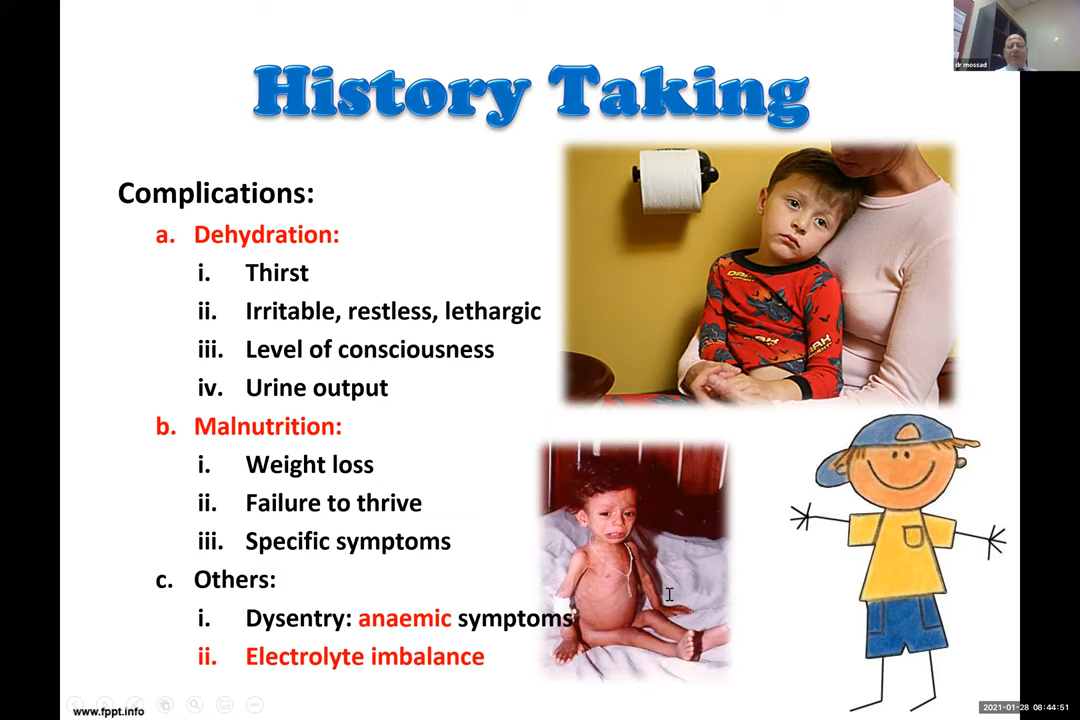 dr mossad
History Taking
Complications:
a. Dehydration:
i. Thirst
ii. Irritable, restless, lethargic
iii. Level of consciousness
iv. Urine output
b. Malnutrition:
i. Weight loss
ii. Failure to thrive
iii. Specific symptoms
c. Others:
i. Dysentry: anaemic symptoms
ii. Electrolyte imbalance
www.fppt.info
2021-01-28 08:44:51